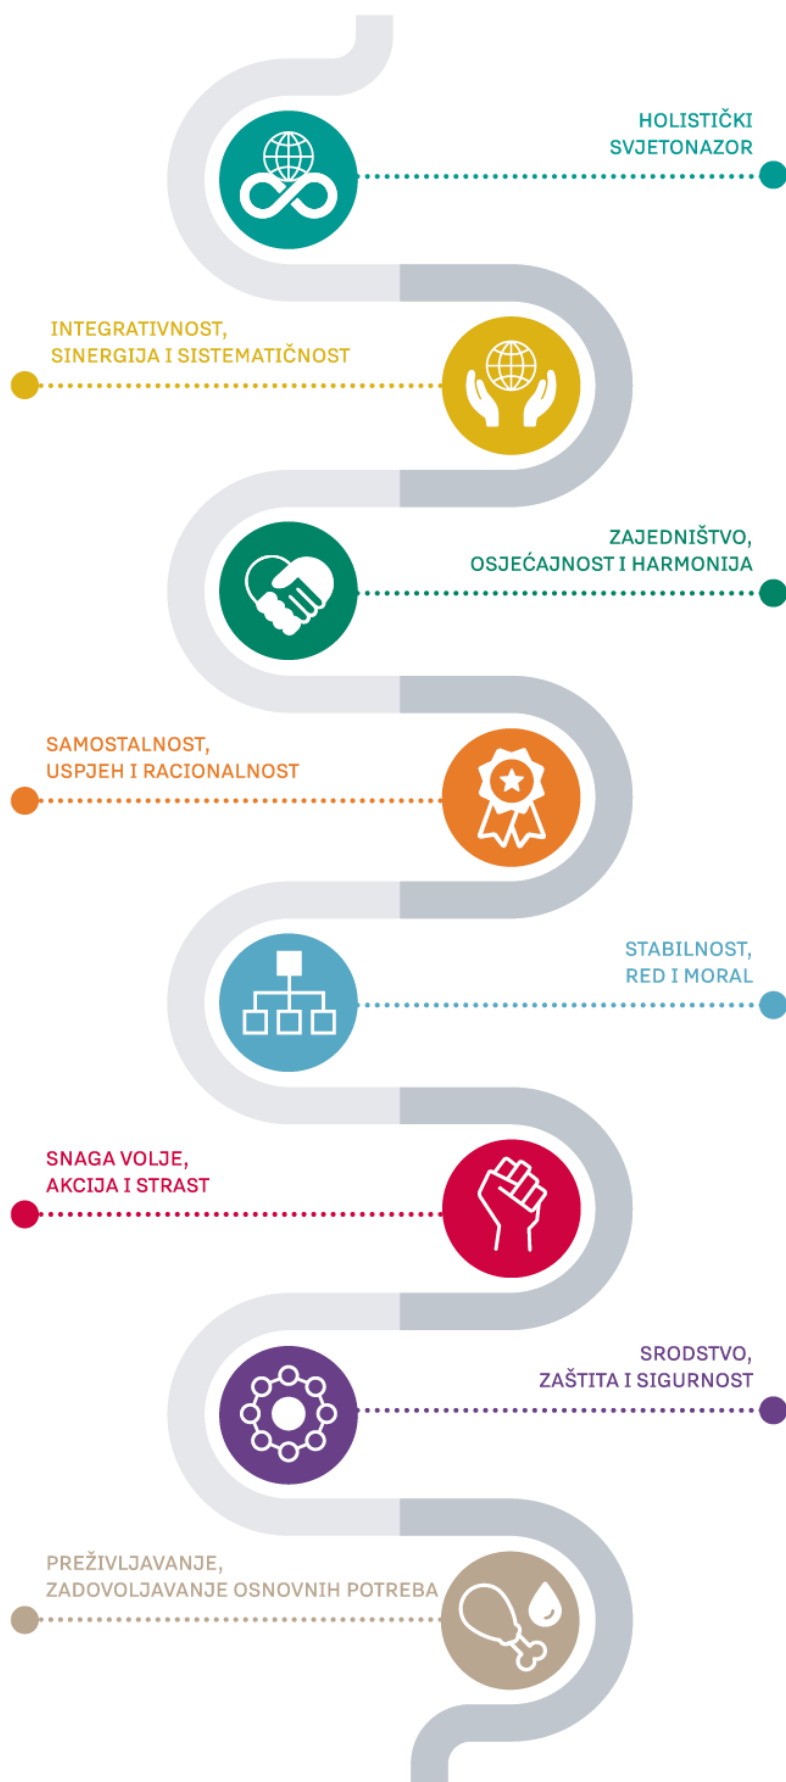 HOLISTIČKI
SVJETONAZOR
INTEGRATIVNOST,
SINERGIJA I SISTEMATIČNOST
ZAJEDNIŠTVO,
OSJEĆAJNOST I HARMONIJA
SAMOSTALNOST,
USPJEH I RACIONALNOST
STABILNOST,
RED I MORAL
SNAGA VOLJE,
AKCIJA I STRAST
SRODSTVO,
ZAŠTITA I SIGURNOST
PREŽIVLJAVANJE,
ZADOVOLJAVANJE OSNOVNIH POTREBA